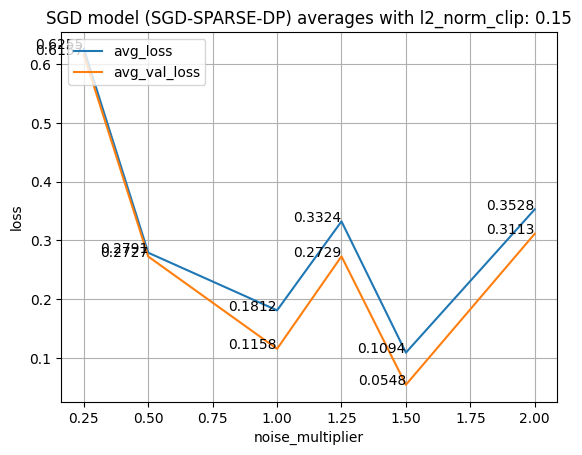 SGD model (SGD-SPARSE-DP) averages with l2_norm_clip: 0.15
avg_loss
avg_val_loss
0.6255
0.2793
0.2727
0.1812
0.1158
0.3324
0.2729
0.1094
0.0548
0.3528
0.3113
loss
0.6
0.5
0.4
0.3
0.2
0.1
0.25 0.50 0.75 1.00 1.25 1.50 1.75 2.00
noise_multiplier